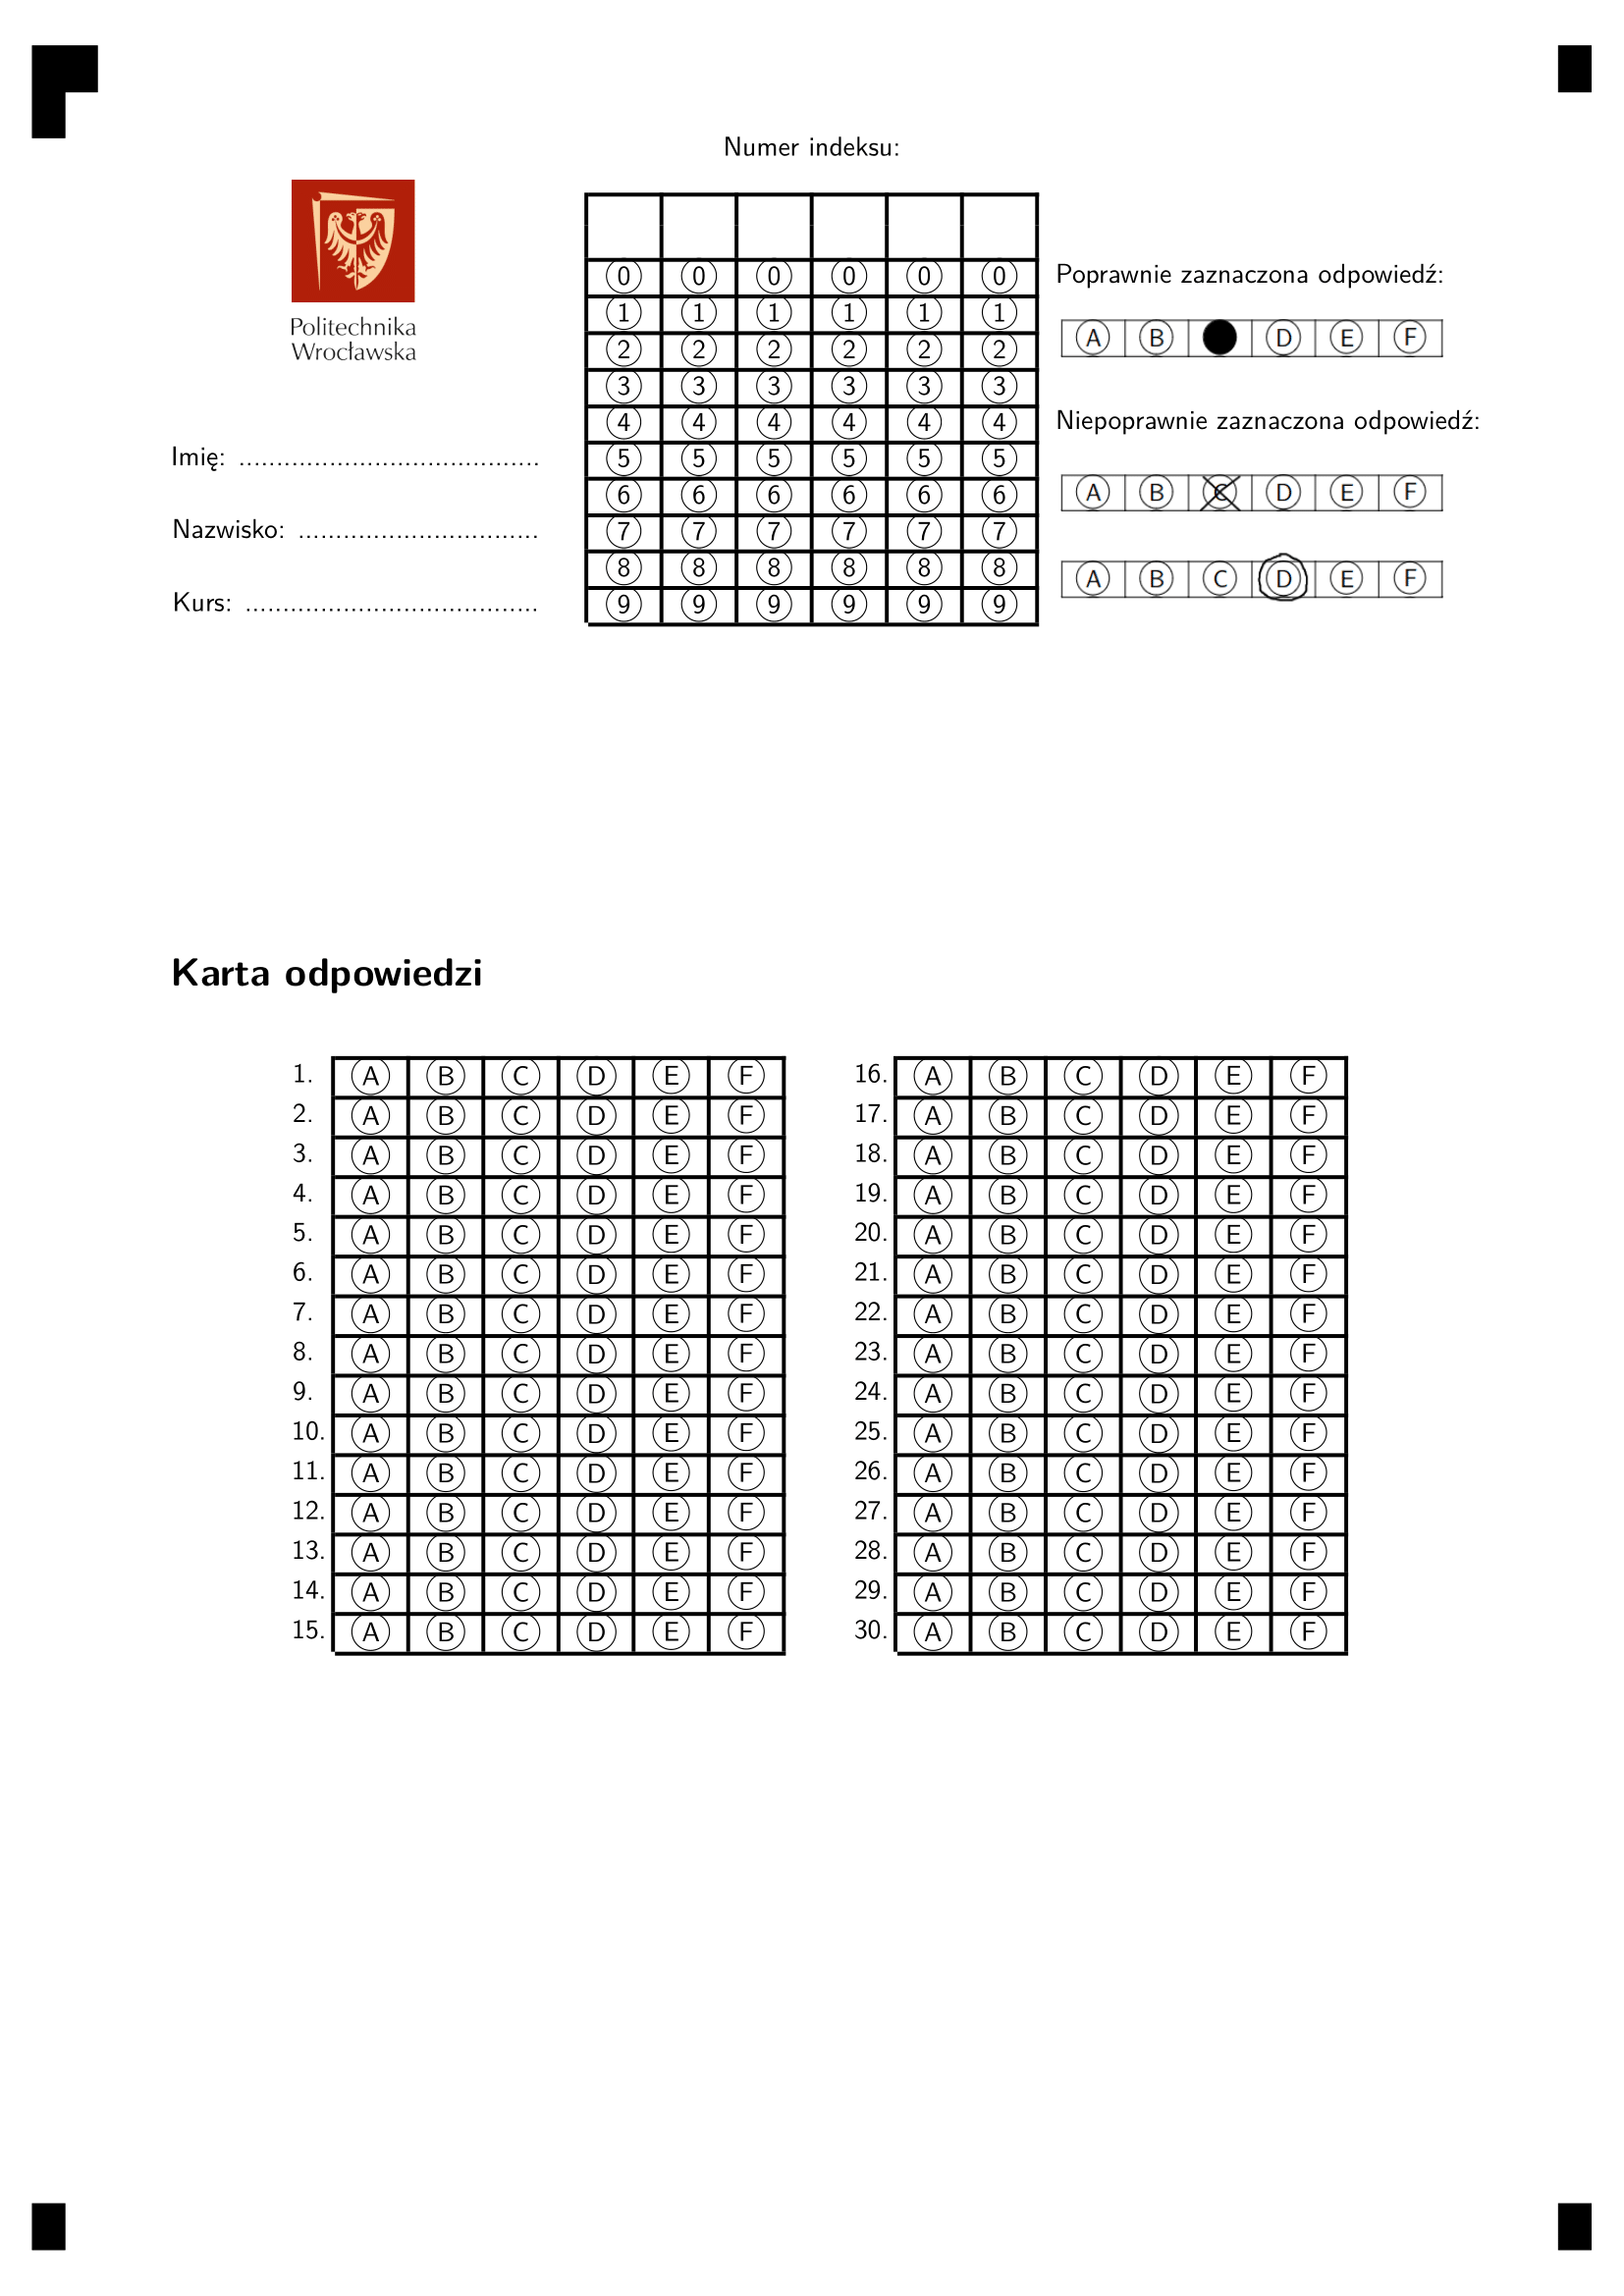 Numer indeksu:
Politechnika
Wrocławska
Imię: ........................................
Nazwisko: ................................
Kurs: .......................................
0 0 0 0 0 0
1 1 1 1 1 1
2 2 2 2 2 2
3 3 3 3 3 3
4 4 4 4 4 4
5 5 5 5 5 5
6 6 6 6 6 6
7 7 7 7 7 7
8 8 8 8 8 8
9 9 9 9 9 9
Poprawnie zaznaczona odpowiedź:
A B D E F
Niepoprawnie zaznaczona odpowiedź:
A B C D E F
A B C D E F
Karta odpowiedzi
1. A B C D E F
2. A B C D E F
3. A B C D E F
4. A B C D E F
5. A B C D E F
6. A B C D E F
7. A B C D E F
8. A B C D E F
9. A B C D E F
10. A B C D E F
11. A B C D E F
12. A B C D E F
13. A B C D E F
14. A B C D E F
15. A B C D E F
16. A B C D E F
17. A B C D E F
18. A B C D E F
19. A B C D E F
20. A B C D E F
21. A B C D E F
22. A B C D E F
23. A B C D E F
24. A B C D E F
25. A B C D E F
26. A B C D E F
27. A B C D E F
28. A B C D E F
29. A B C D E F
30. A B C D E F